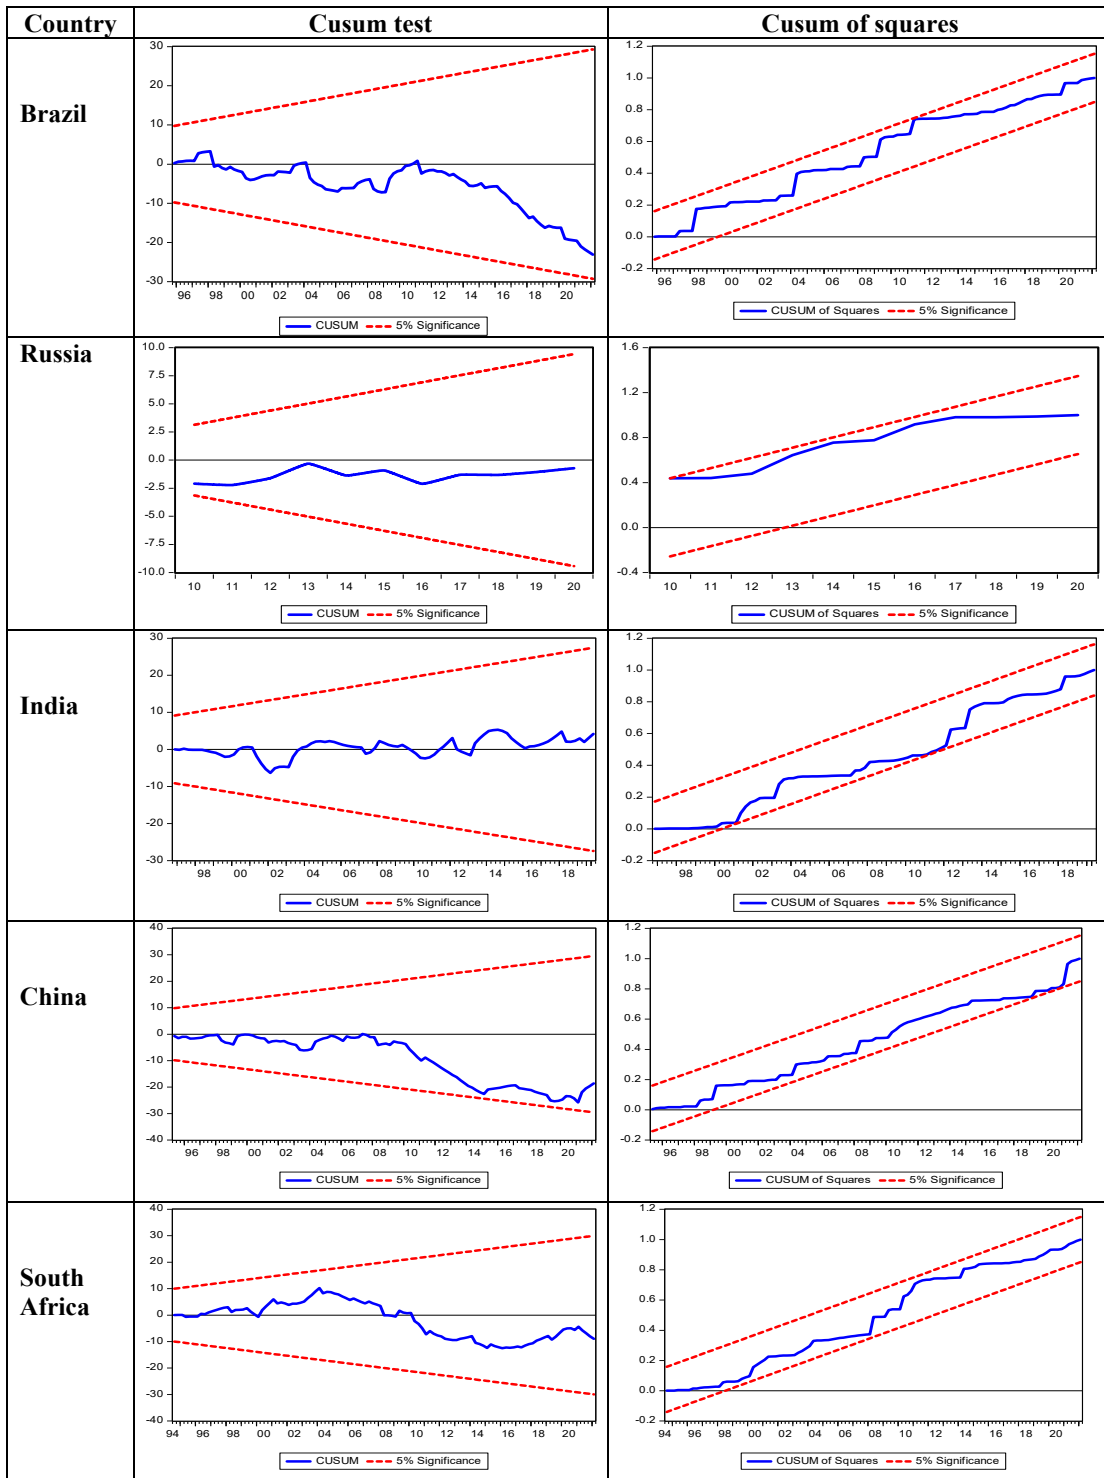 Country Cusum test Cusum of squares
Brazil
30
20
10
0
-10
-20
-30
96 98 00 02 04 06 08 10 12 14 16 18 20
CUSUM 5% Significance
1.2
1.0
0.8
0.6
0.4
0.2
0.0
-0.2
96 98 00 02 04 06 08 10 12 14 16 18 20
CUSUM of Squares 5% Significance
Russia
10.0
7.5
5.0
2.5
0.0
-2.5
-5.0
-7.5
-10.0
10 11 12 13 14 15 16 17 18 19 20
CUSUM 5% Significance
1.6
1.2
0.8
0.4
0.0
-0.4
10 11 12 13 14 15 16 17 18 19 20
CUSUM of Squares 5% Significance
India
30
20
10
0
-10
-20
-30
98 00 02 04 06 08 10 12 14 16 18
CUSUM 5% Significance
1.2
1.0
0.8
0.6
0.4
0.2
0.0
-0.2
98 00 02 04 06 08 10 12 14 16 18
CUSUM of Squares 5% Significance
China
40
30
20
10
0
-10
-20
-30
-40
96 98 00 02 04 06 08 10 12 14 16 18 20
CUSUM 5% Significance
1.2
1.0
0.8
0.6
0.4
0.2
0.0
-0.2
96 98 00 02 04 06 08 10 12 14 16 18 20
CUSUM of Squares 5% Significance
South
Africa
40
30
20
10
0
-10
-20
-30
-40
94 96 98 00 02 04 06 08 10 12 14 16 18 20
CUSUM 5% Significance
1.2
1.0
0.8
0.6
0.4
0.2
0.0
-0.2
94 96 98 00 02 04 06 08 10 12 14 16 18 20
CUSUM of Squares 5% Significance